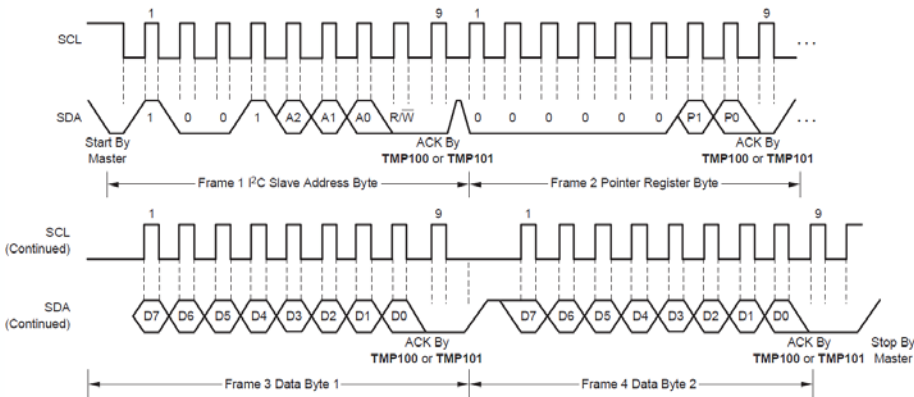 1 9 1 9
SCL ...
SDA 1 0 0 1 A2 A1 A0 R/W̅ 0 0 0 0 0 0 P1 P0 ...
Start By Master
ACK By TMP100 or TMP101
ACK By TMP100 or TMP101
Frame 1 I²C Slave Address Byte
Frame 2 Pointer Register Byte
1 9 1 9
SCL (Continued)
SDA (Continued) D7 D6 D5 D4 D3 D2 D1 D0 D7 D6 D5 D4 D3 D2 D1 D0
ACK By TMP100 or TMP101
ACK By TMP100 or TMP101
Stop By Master
Frame 3 Data Byte 1
Frame 4 Data Byte 2